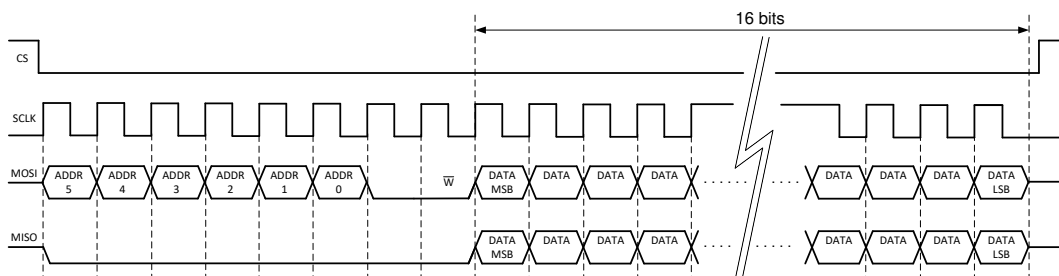 16 bits
CS
SCLK
MOSI
ADDR 5
ADDR 4
ADDR 3
ADDR 2
ADDR 1
ADDR 0
W̅
DATA MSB
DATA
DATA
DATA
DATA
DATA
DATA
DATA LSB
MISO
DATA MSB
DATA
DATA
DATA
DATA
DATA
DATA
DATA LSB